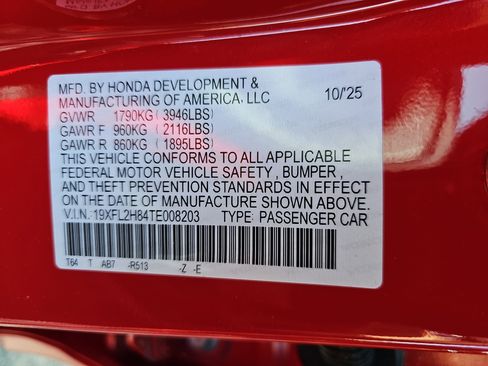 MFD. BY HONDA DEVELOPMENT &
MANUFACTURING OF AMERICA, LLC 10/'25
GVWR 1790KG (3946LBS)
GAWR F 960KG (2116LBS)
GAWR R 860KG (1895LBS)
THIS VEHICLE CONFORMS TO ALL APPLICABLE
FEDERAL MOTOR VEHICLE SAFETY , BUMPER ,
AND THEFT PREVENTION STANDARDS IN EFFECT
ON THE DATE OF MANUFACTURE SHOWN ABOVE.
V.I.N.: 19XFL2H84TE008203 TYPE: PASSENGER CAR
T64 T AB7 -R513 -Z -E